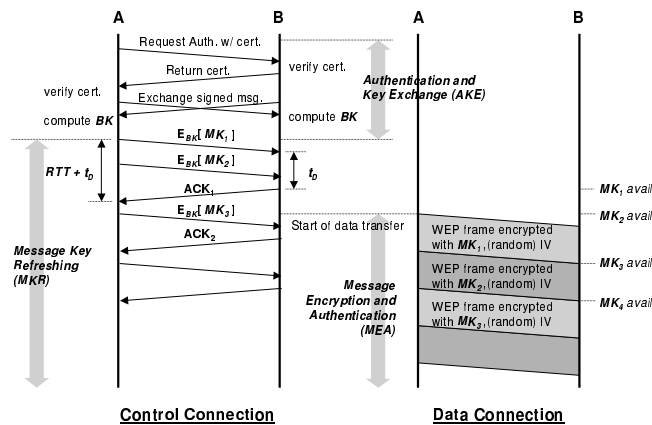 A
B
A
B
Request Auth. w/ cert.
Return cert.
verify cert.
verify cert.
Authentication and
Key Exchange (AKE)
Exchange signed msg.
compute BK
compute BK
E_BK[ MK_1 ]
E_BK[ MK_2 ]
RTT + t_D
t_D
ACK_1
E_BK[ MK_3 ]
ACK_2
Start of data transfer
Message Key
Refreshing
(MKR)
Message
Encryption and
Authentication
(MEA)
MK_1 avail
MK_2 avail
MK_3 avail
MK_4 avail
WEP frame encrypted
with MK_1,(random) IV
WEP frame encrypted
with MK_2,(random) IV
WEP frame encrypted
with MK_3,(random) IV
Control Connection
Data Connection